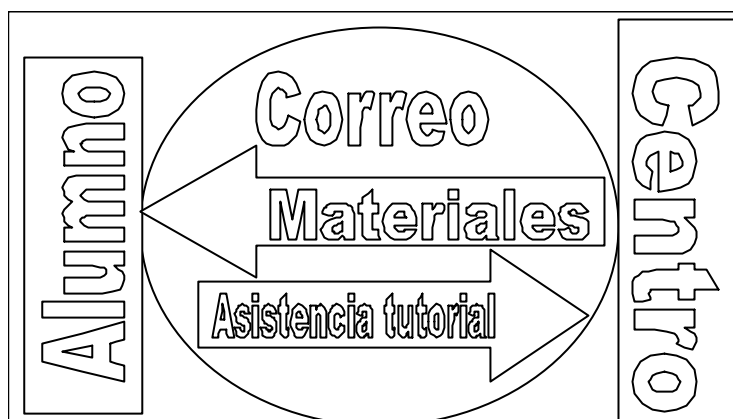 Alumno
Correo
Materiales
Asistencia tutorial
Centro